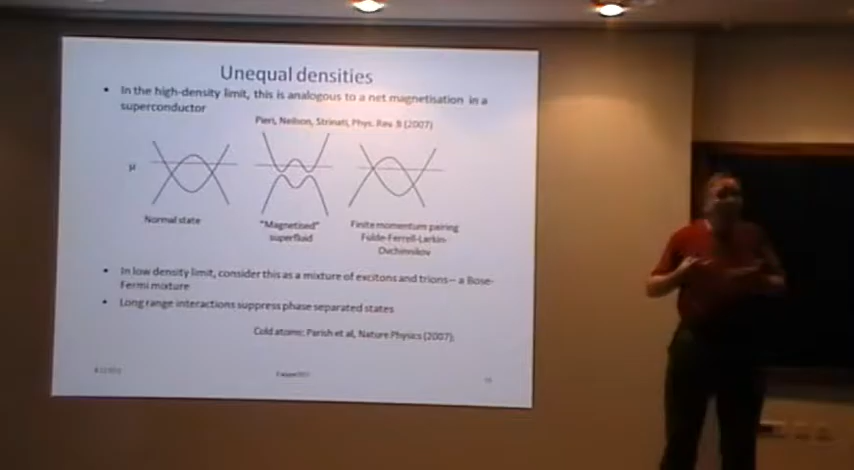 Unequal densities
• In the high-density limit, this is analogous to a net magnetisation in a
superconductor
Pieri, Neilson, Strinati, Phys. Rev. B (2007)
μ
Normal state
"Magnetised"
superfluid
Finite momentum pairing
Fulde-Ferrell-Larkin-
Ovchinnikov
• In low density limit, consider this as a mixture of excitons and trions – a Bose-
Fermi mixture
• Long range interactions suppress phase separated states
Cold atoms: Parish et al, Nature Physics (2007)